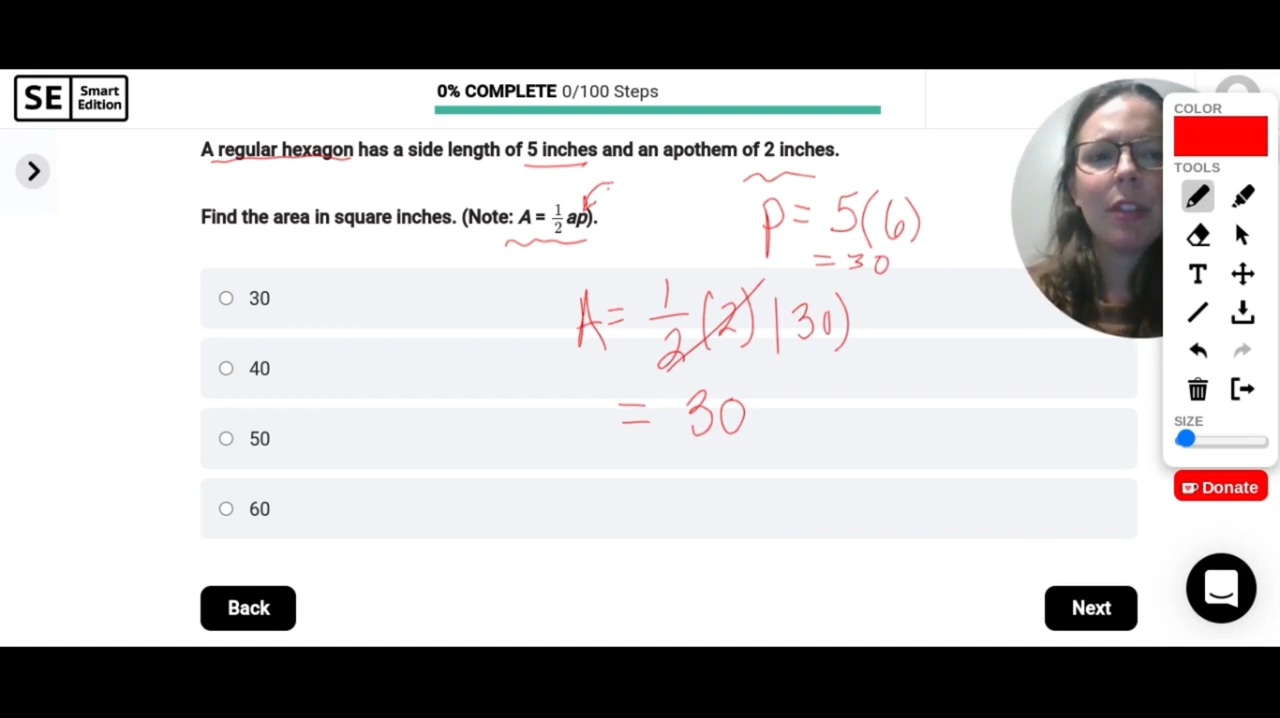 SE Smart Edition
0% COMPLETE 0/100 Steps
COLOR
TOOLS
T
SIZE
Donate
A regular hexagon has a side length of 5 inches and an apothem of 2 inches.
Find the area in square inches. (Note: A = 1/2 ap).
p = 5(6)
= 30
A = 1/2 (2)(30)
= 30
30
40
50
60
Back
Next